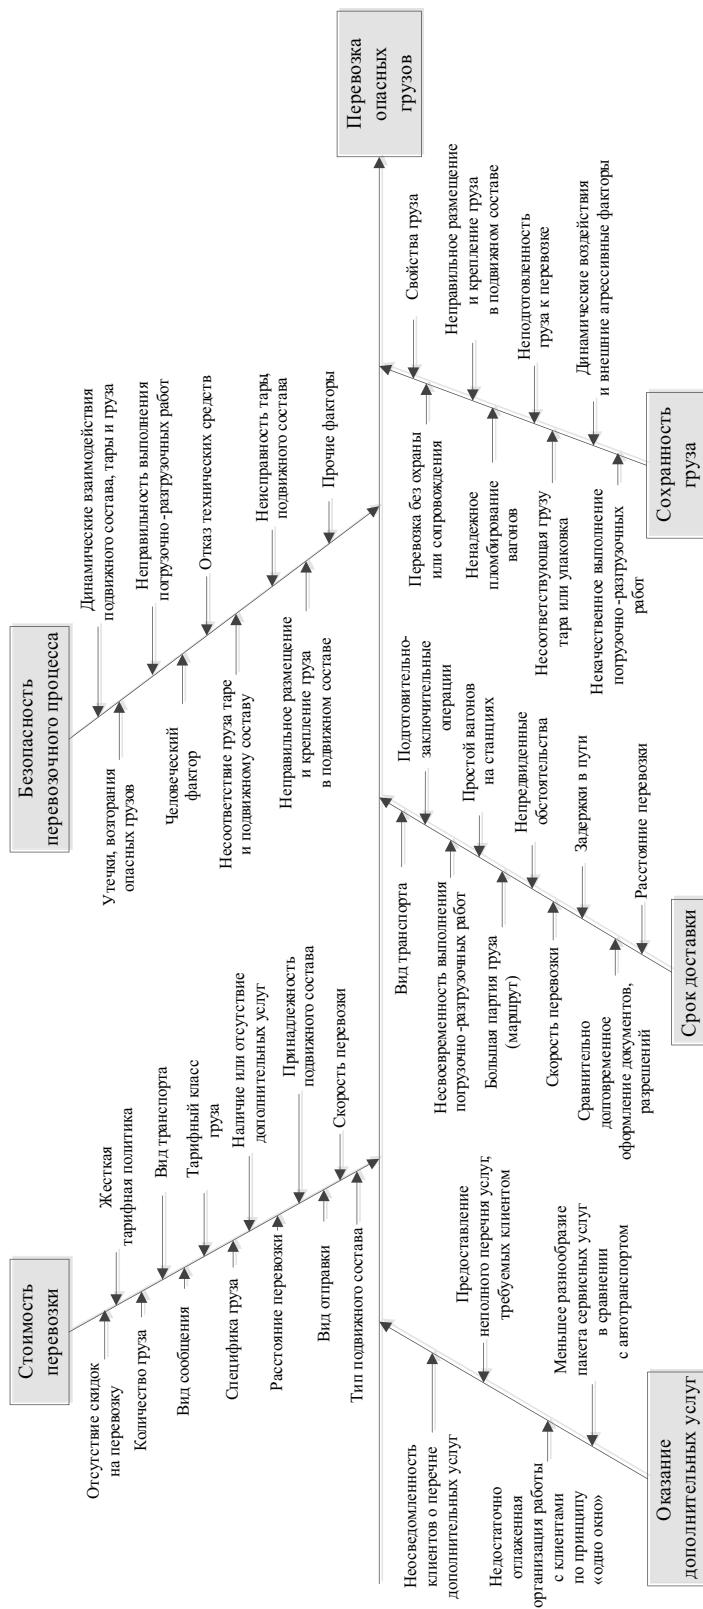 Стоимость
перевозки
Отсутствие скидок
на перевозку
Жесткая
тарифная политика
Количество груза
Вид транспорта
Вид сообщения
Тарифный класс
груза
Специфика груза
Наличие или отсутствие
дополнительных услуг
Расстояние перевозки
Принадлежность
подвижного состава
Вид отправки
Скорость перевозки
Тип подвижного состава
Безопасность
перевозочного процесса
Динамические взаимодействия
подвижного состава, тары и груза
Утечки, возгорания
опасных грузов
Неправильность выполнения
погрузочно-разгрузочных работ
Человеческий
фактор
Отказ технических средств
Несоответствие груза таре
и подвижному составу
Неисправность тары,
подвижного состава
Неправильное размещение
и крепление груза
в подвижном составе
Прочие факторы
Перевозка
опасных
грузов
Неосведомленность
клиентов о перечне
дополнительных услуг
Предоставление
неполного перечня услуг,
требуемых клиентом
Недостаточно
отлаженная
организация работы
с клиентами
по принципу
«одно окно»
Меньшее разнообразие
пакета сервисных услуг
в сравнении
с автотранспортом
Оказание
дополнительных услуг
Вид транспорта
Подготовительно-
заключительные
операции
Несвоевременность выполнения
погрузочно-разгрузочных работ
Простой вагонов
на станциях
Большая партия груза
(маршрут)
Непредвиденные
обстоятельства
Скорость перевозки
Задержки в пути
Сравнительно
долговременное
оформление документов,
разрешений
Расстояние перевозки
Срок доставки
Свойства груза
Перевозка без охраны
или сопровождения
Неправильное размещение
и крепление груза
в подвижном составе
Ненадежное
пломбирование
вагонов
Неподготовленность
груза к перевозке
Несоответствующая грузу
тара или упаковка
Динамические воздействия
и внешние агрессивные факторы
Некачественное выполнение
погрузочно-разгрузочных
работ
Сохранность
груза